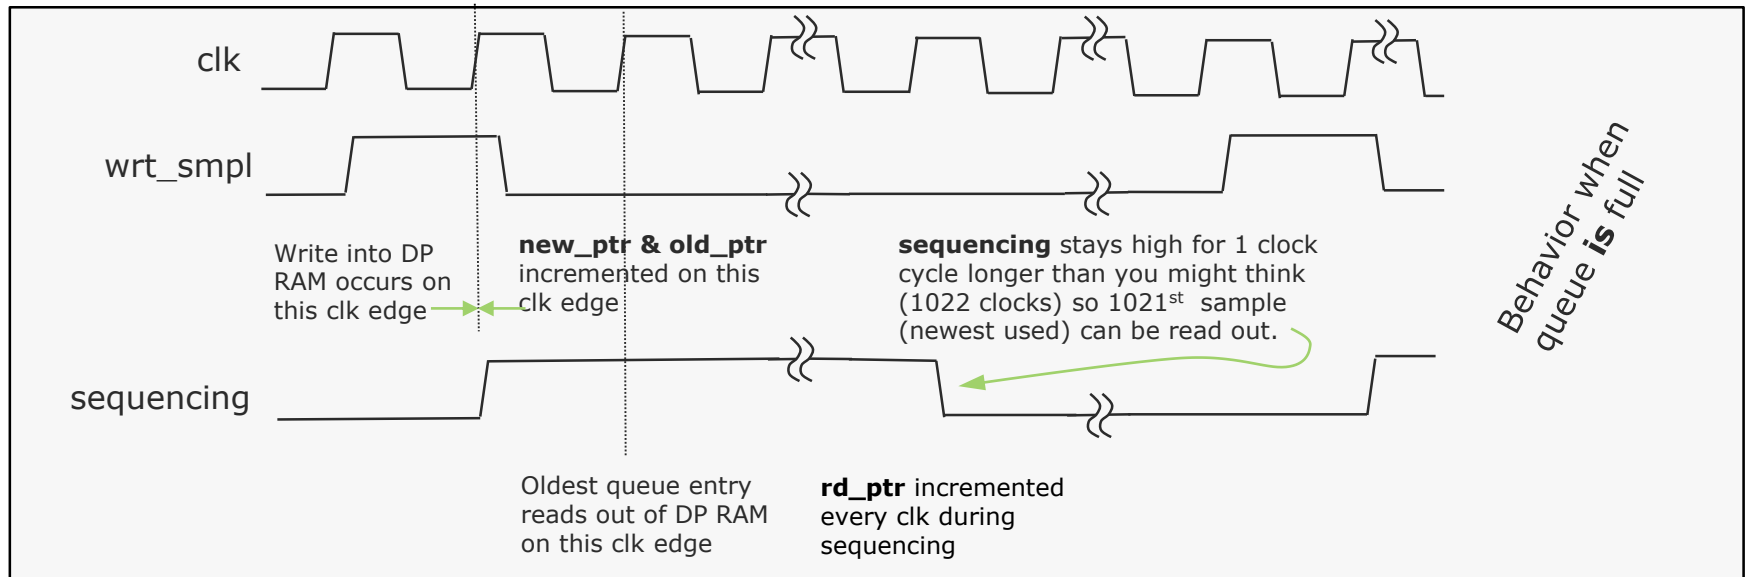 clk
wrt_smpl
Write into DP
RAM occurs on
this clk edge
new_ptr & old_ptr
incremented on this
clk edge
sequencing stays high for 1 clock
cycle longer than you might think
(1022 clocks) so 1021st sample
(newest used) can be read out.
Behavior when
queue is full
sequencing
Oldest queue entry
reads out of DP RAM
on this clk edge
rd_ptr incremented
every clk during
sequencing